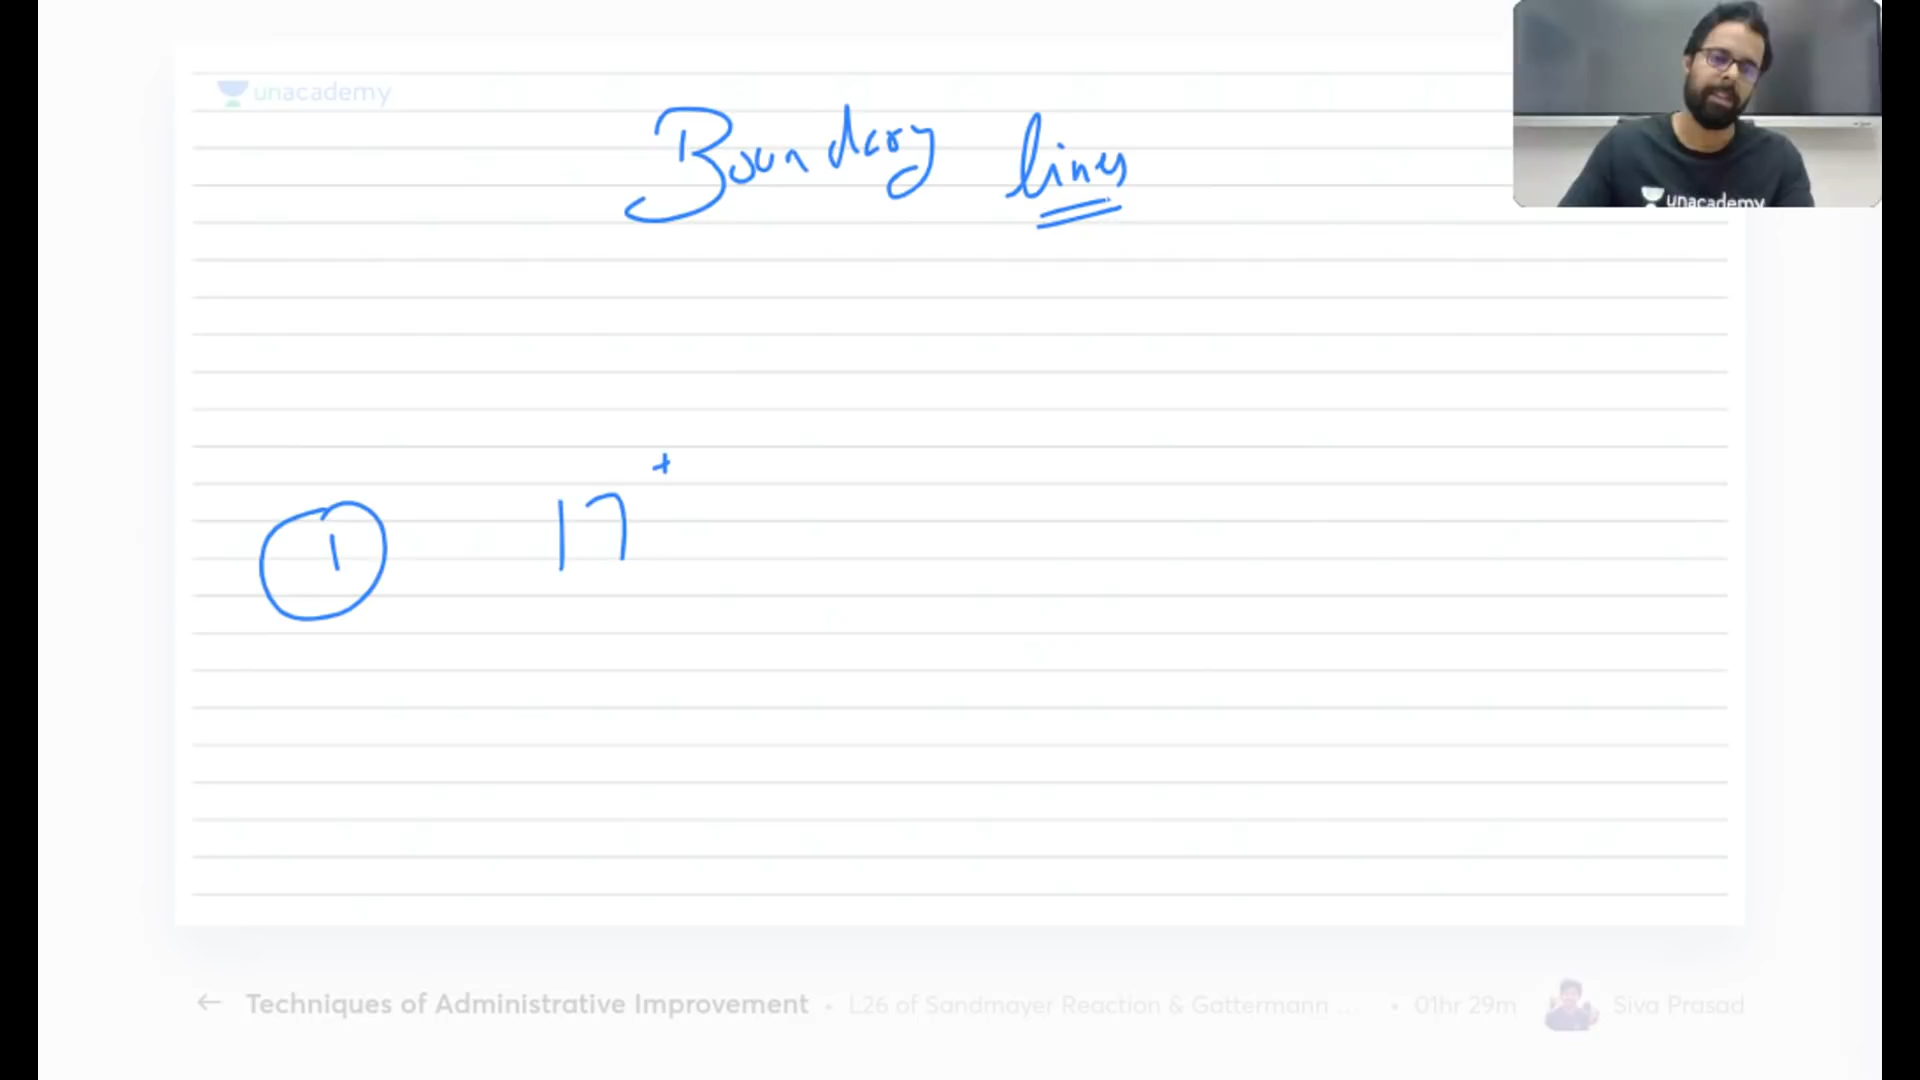 unacademy
Boundary lines
unacademy
1 17 +
← Techniques of Administrative Improvement • L26 of Sandmayer Reaction & Gattermann ... • 01hr 29m Siva Prasad